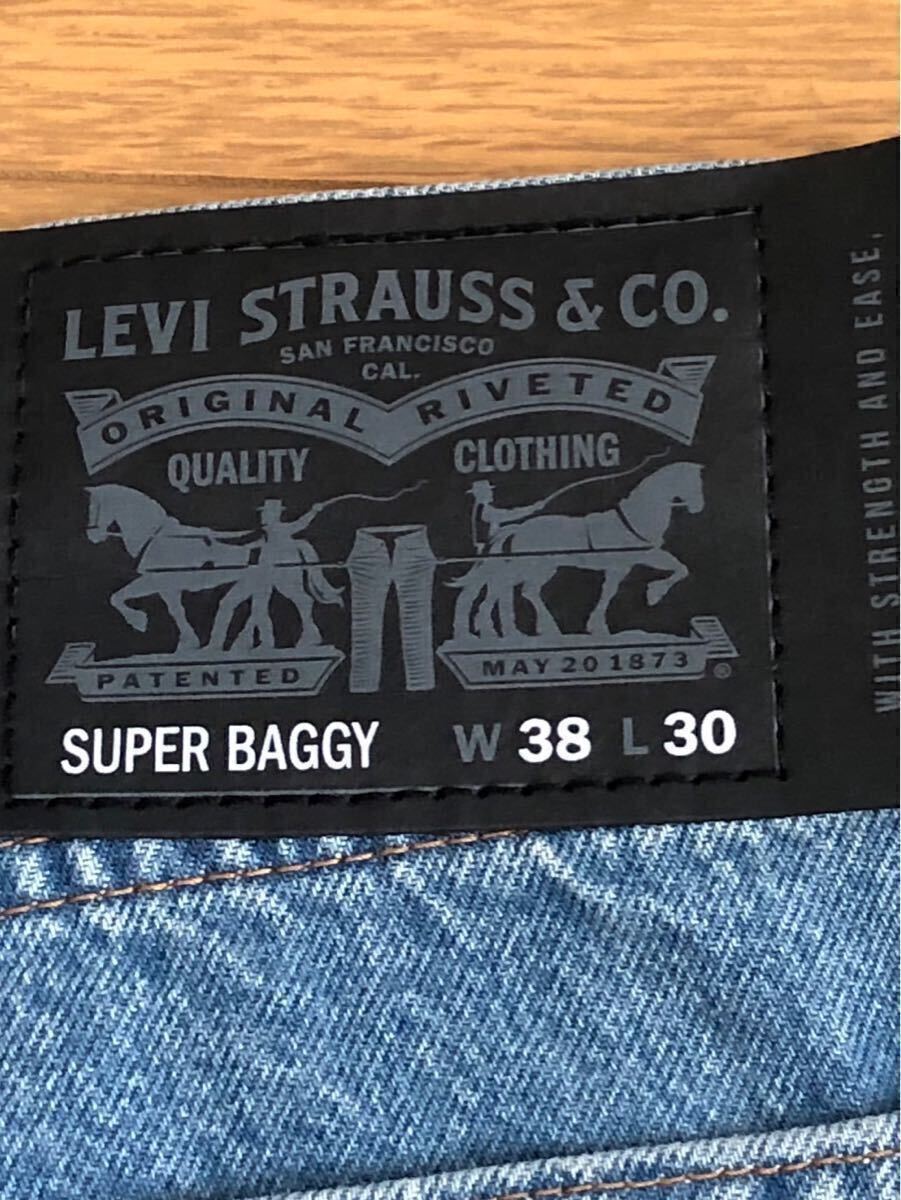 LEVI STRAUSS & CO.
SAN FRANCISCO
CAL.
ORIGINAL RIVETED
QUALITY CLOTHING
PATENTED MAY 20 1873 ®
SUPER BAGGY W 38 L 30
WITH STRENGTH AND EASE,